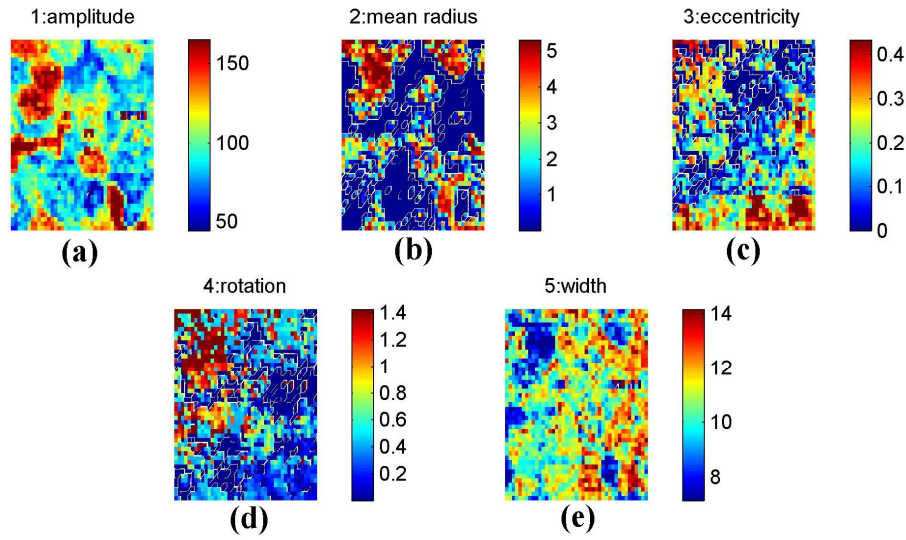 1:amplitude
2:mean radius
3:eccentricity
150
100
50
5
4
3
2
1
0.4
0.3
0.2
0.1
0
(a)
(b)
(c)
4:rotation
5:width
1.4
1.2
1
0.8
0.6
0.4
0.2
14
12
10
8
(d)
(e)